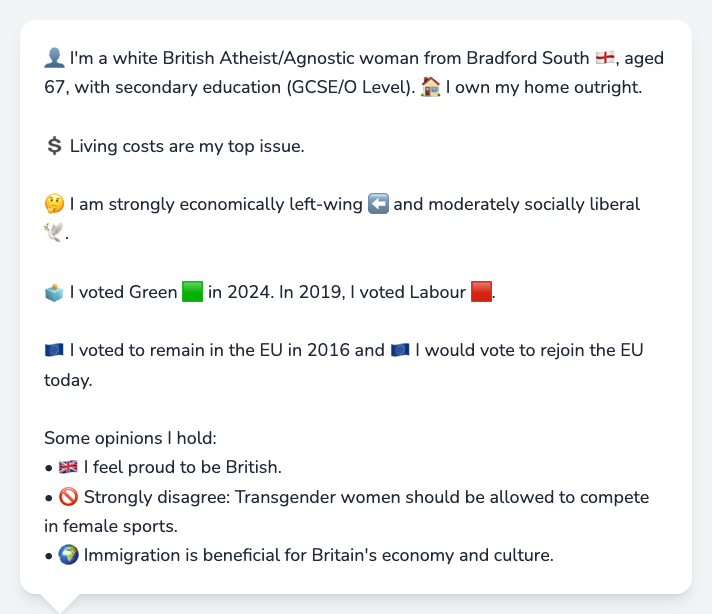 👤 I'm a white British Atheist/Agnostic woman from Bradford South 🏴󠁧󠁢󠁥󠁮󠁧󠁿, aged
67, with secondary education (GCSE/O Level). 🏠 I own my home outright.
💲 Living costs are my top issue.
🤔 I am strongly economically left-wing ⬅️ and moderately socially liberal
🕊️.
🗳️ I voted Green 🟩 in 2024. In 2019, I voted Labour 🟥.
🇪🇺 I voted to remain in the EU in 2016 and 🇪🇺 I would vote to rejoin the EU
today.
Some opinions I hold:
• 🇬🇧 I feel proud to be British.
• 🚫 Strongly disagree: Transgender women should be allowed to compete
in female sports.
• 🌍 Immigration is beneficial for Britain's economy and culture.